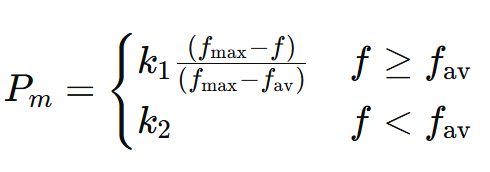 P_m = { k_1 (f_max − f) / (f_max − f_av)   f ≥ f_av
k_2   f < f_av